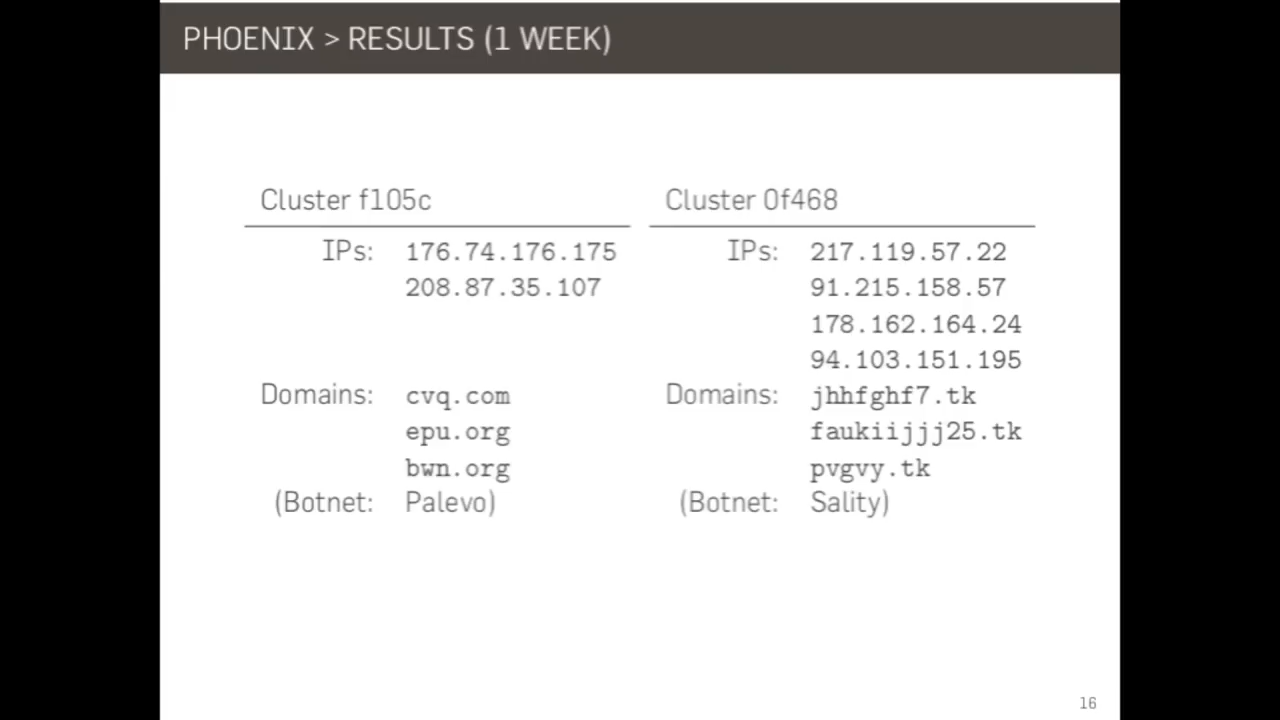 PHOENIX > RESULTS (1 WEEK)
Cluster f105c
IPs: 176.74.176.175
208.87.35.107
Domains: cvq.com
epu.org
bwn.org
(Botnet: Palevo)
Cluster 0f468
IPs: 217.119.57.22
91.215.158.57
178.162.164.24
94.103.151.195
Domains: jhhfghf7.tk
faukiijjj25.tk
pvgvy.tk
(Botnet: Sality)
16